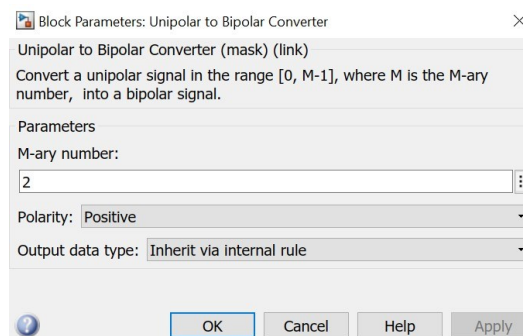 Block Parameters: Unipolar to Bipolar Converter
Unipolar to Bipolar Converter (mask) (link)
Convert a unipolar signal in the range [0, M-1], where M is the M-ary
number,  into a bipolar signal.
Parameters
M-ary number:
2
Polarity: Positive
Output data type: Inherit via internal rule
OK Cancel Help Apply